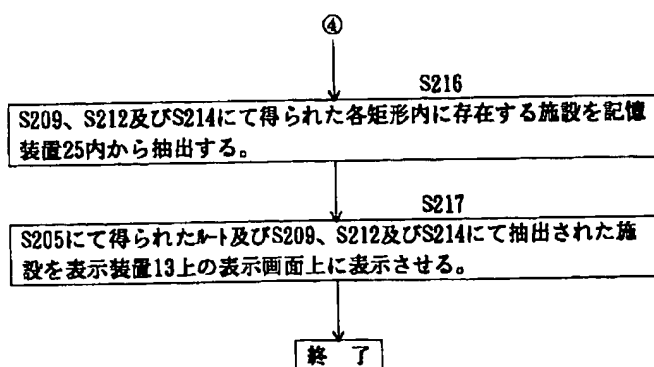 ④
S216
S209、S212及びS214にて得られた各矩形内に存在する施設を記憶
装置25内から抽出する。
S217
S205にて得られたルート及びS209、S212及びS214にて抽出された施
設を表示装置13上の表示画面上に表示させる。
終 了